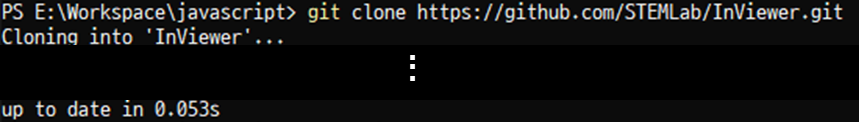 PS E:\Workspace\javascript> git clone https://github.com/STEMLab/InViewer.git
Cloning into 'InViewer'...
⋮
up to date in 0.053s